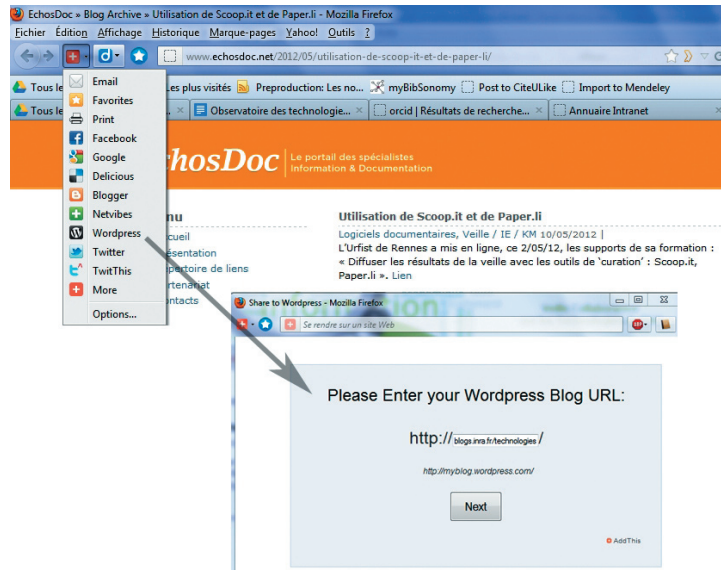 EchosDoc » Blog Archive » Utilisation de Scoop.it et de Paper.li - Mozilla Firefox
Fichier Édition Affichage Historique Marque-pages Yahoo! Outils ?
www.echosdoc.net/2012/05/utilisation-de-scoop-it-et-de-paper-li/
Tous le
Les plus visités
Preproduction: Les no...
myBibSonomy
Post to CiteULike
Import to Mendeley
Tous le
Observatoire des technologie...
orcid | Résultats de recherche...
Annuaire Intranet
Email
Favorites
Print
Facebook
Google
Delicious
Blogger
Netvibes
Wordpress
Twitter
TwitThis
More
Options...
hosDoc
Le portail des spécialistes
Information & Documentation
nu
cueil
ésentation
pertoire de liens
rtenariat
ntacts
Utilisation de Scoop.it et de Paper.li
Logiciels documentaires, Veille / IE / KM 10/05/2012 |
L'Urfist de Rennes a mis en ligne, ce 2/05/12, les supports de sa formation :
« Diffuser les résultats de la veille avec les outils de 'curation' : Scoop.it,
Paper.li ». Lien
Share to Wordpress - Mozilla Firefox
Se rendre sur un site Web
ABP
Please Enter your Wordpress Blog URL:
http:// blogs.inra.fr/technologies /
http://myblog.wordpress.com/
Next
AddThis